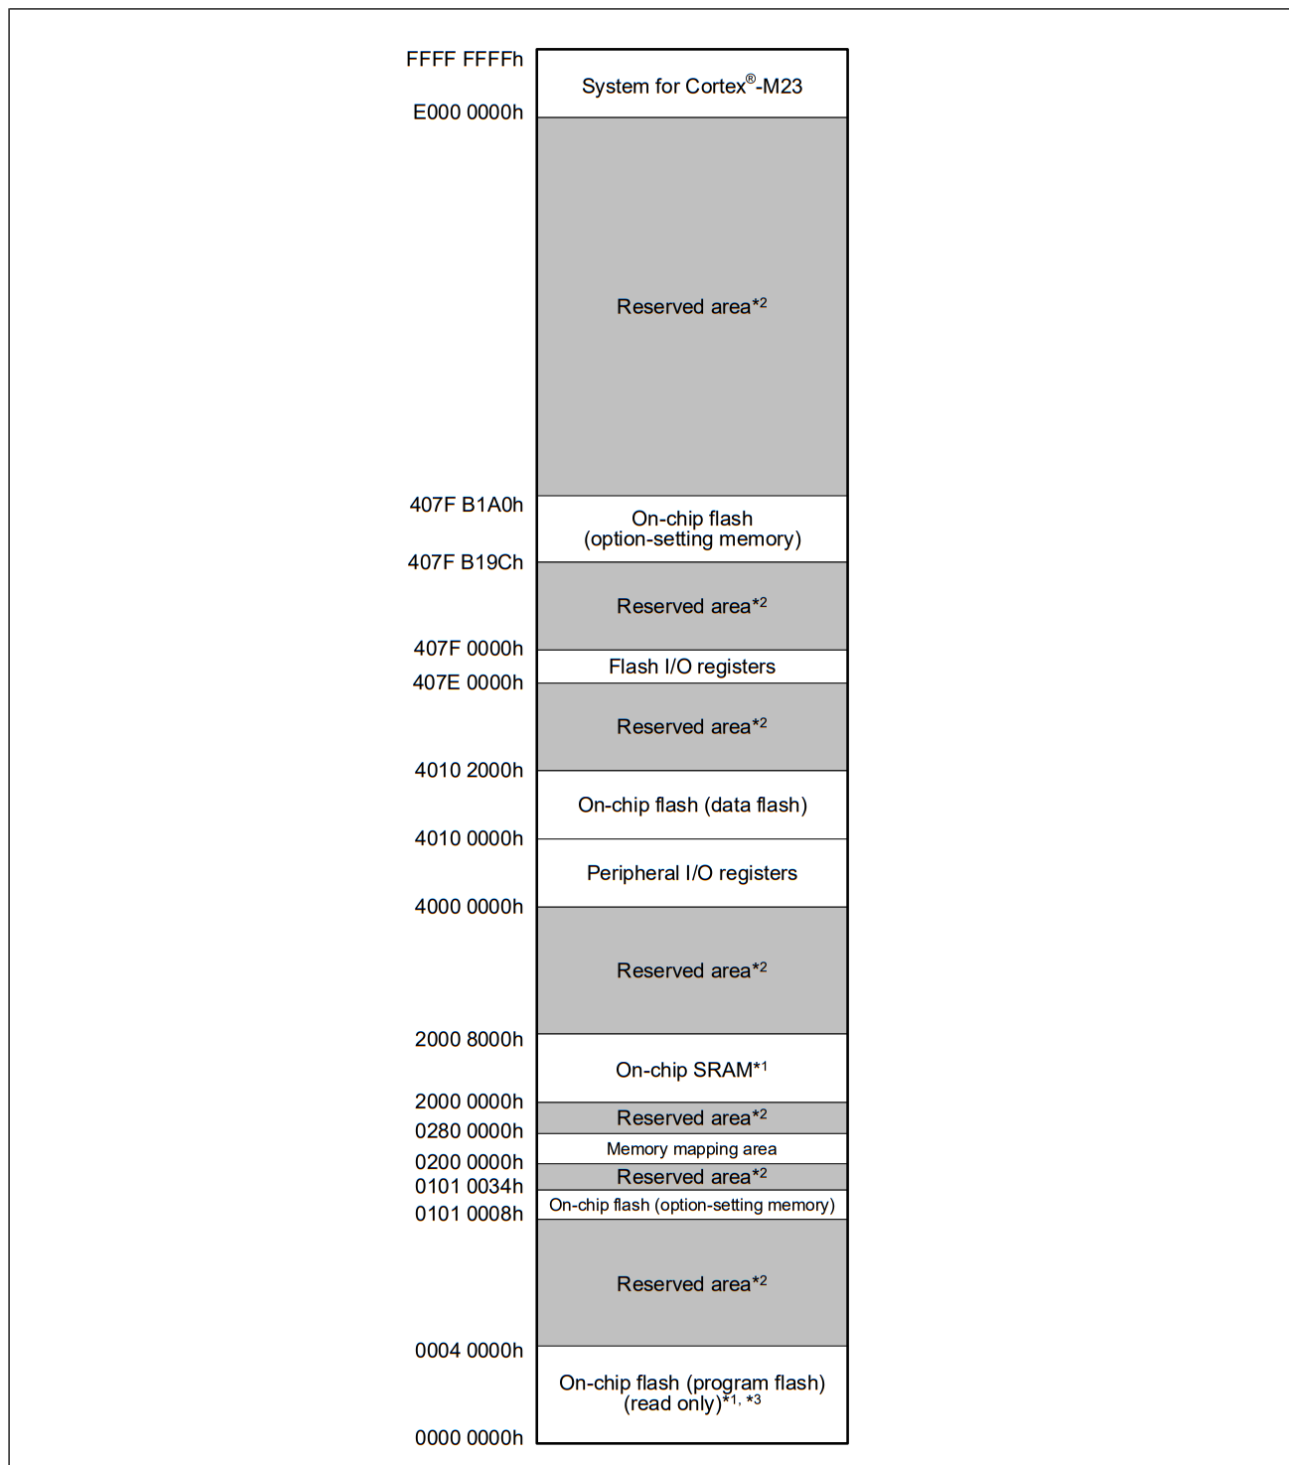 FFFF FFFFh
System for Cortex®-M23
E000 0000h
Reserved area*2
407F B1A0h
On-chip flash
(option-setting memory)
407F B19Ch
Reserved area*2
407F 0000h
Flash I/O registers
407E 0000h
Reserved area*2
4010 2000h
On-chip flash (data flash)
4010 0000h
Peripheral I/O registers
4000 0000h
Reserved area*2
2000 8000h
On-chip SRAM*1
2000 0000h
Reserved area*2
0280 0000h
Memory mapping area
0200 0000h
Reserved area*2
0101 0034h
On-chip flash (option-setting memory)
0101 0008h
Reserved area*2
0004 0000h
On-chip flash (program flash)
(read only)*1, *3
0000 0000h